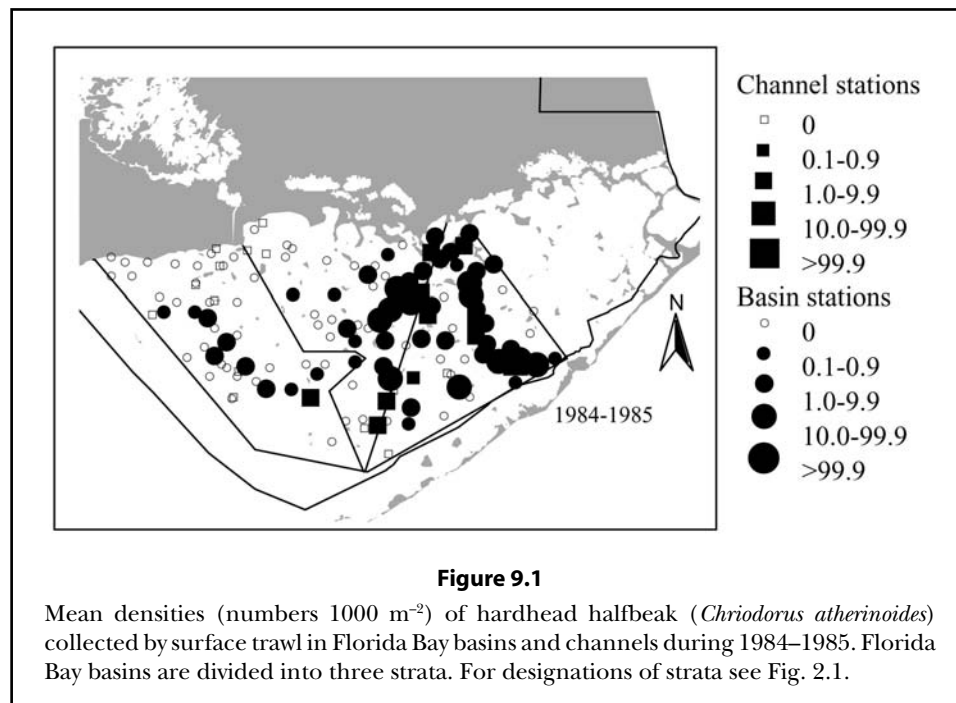 Channel stations
0
0.1-0.9
1.0-9.9
10.0-99.9
>99.9
Basin stations
0
0.1-0.9
1.0-9.9
10.0-99.9
>99.9
N
1984-1985
Figure 9.1
Mean densities (numbers 1000 m⁻²) of hardhead halfbeak (Chriodorus atherinoides)
collected by surface trawl in Florida Bay basins and channels during 1984–1985. Florida
Bay basins are divided into three strata. For designations of strata see Fig. 2.1.